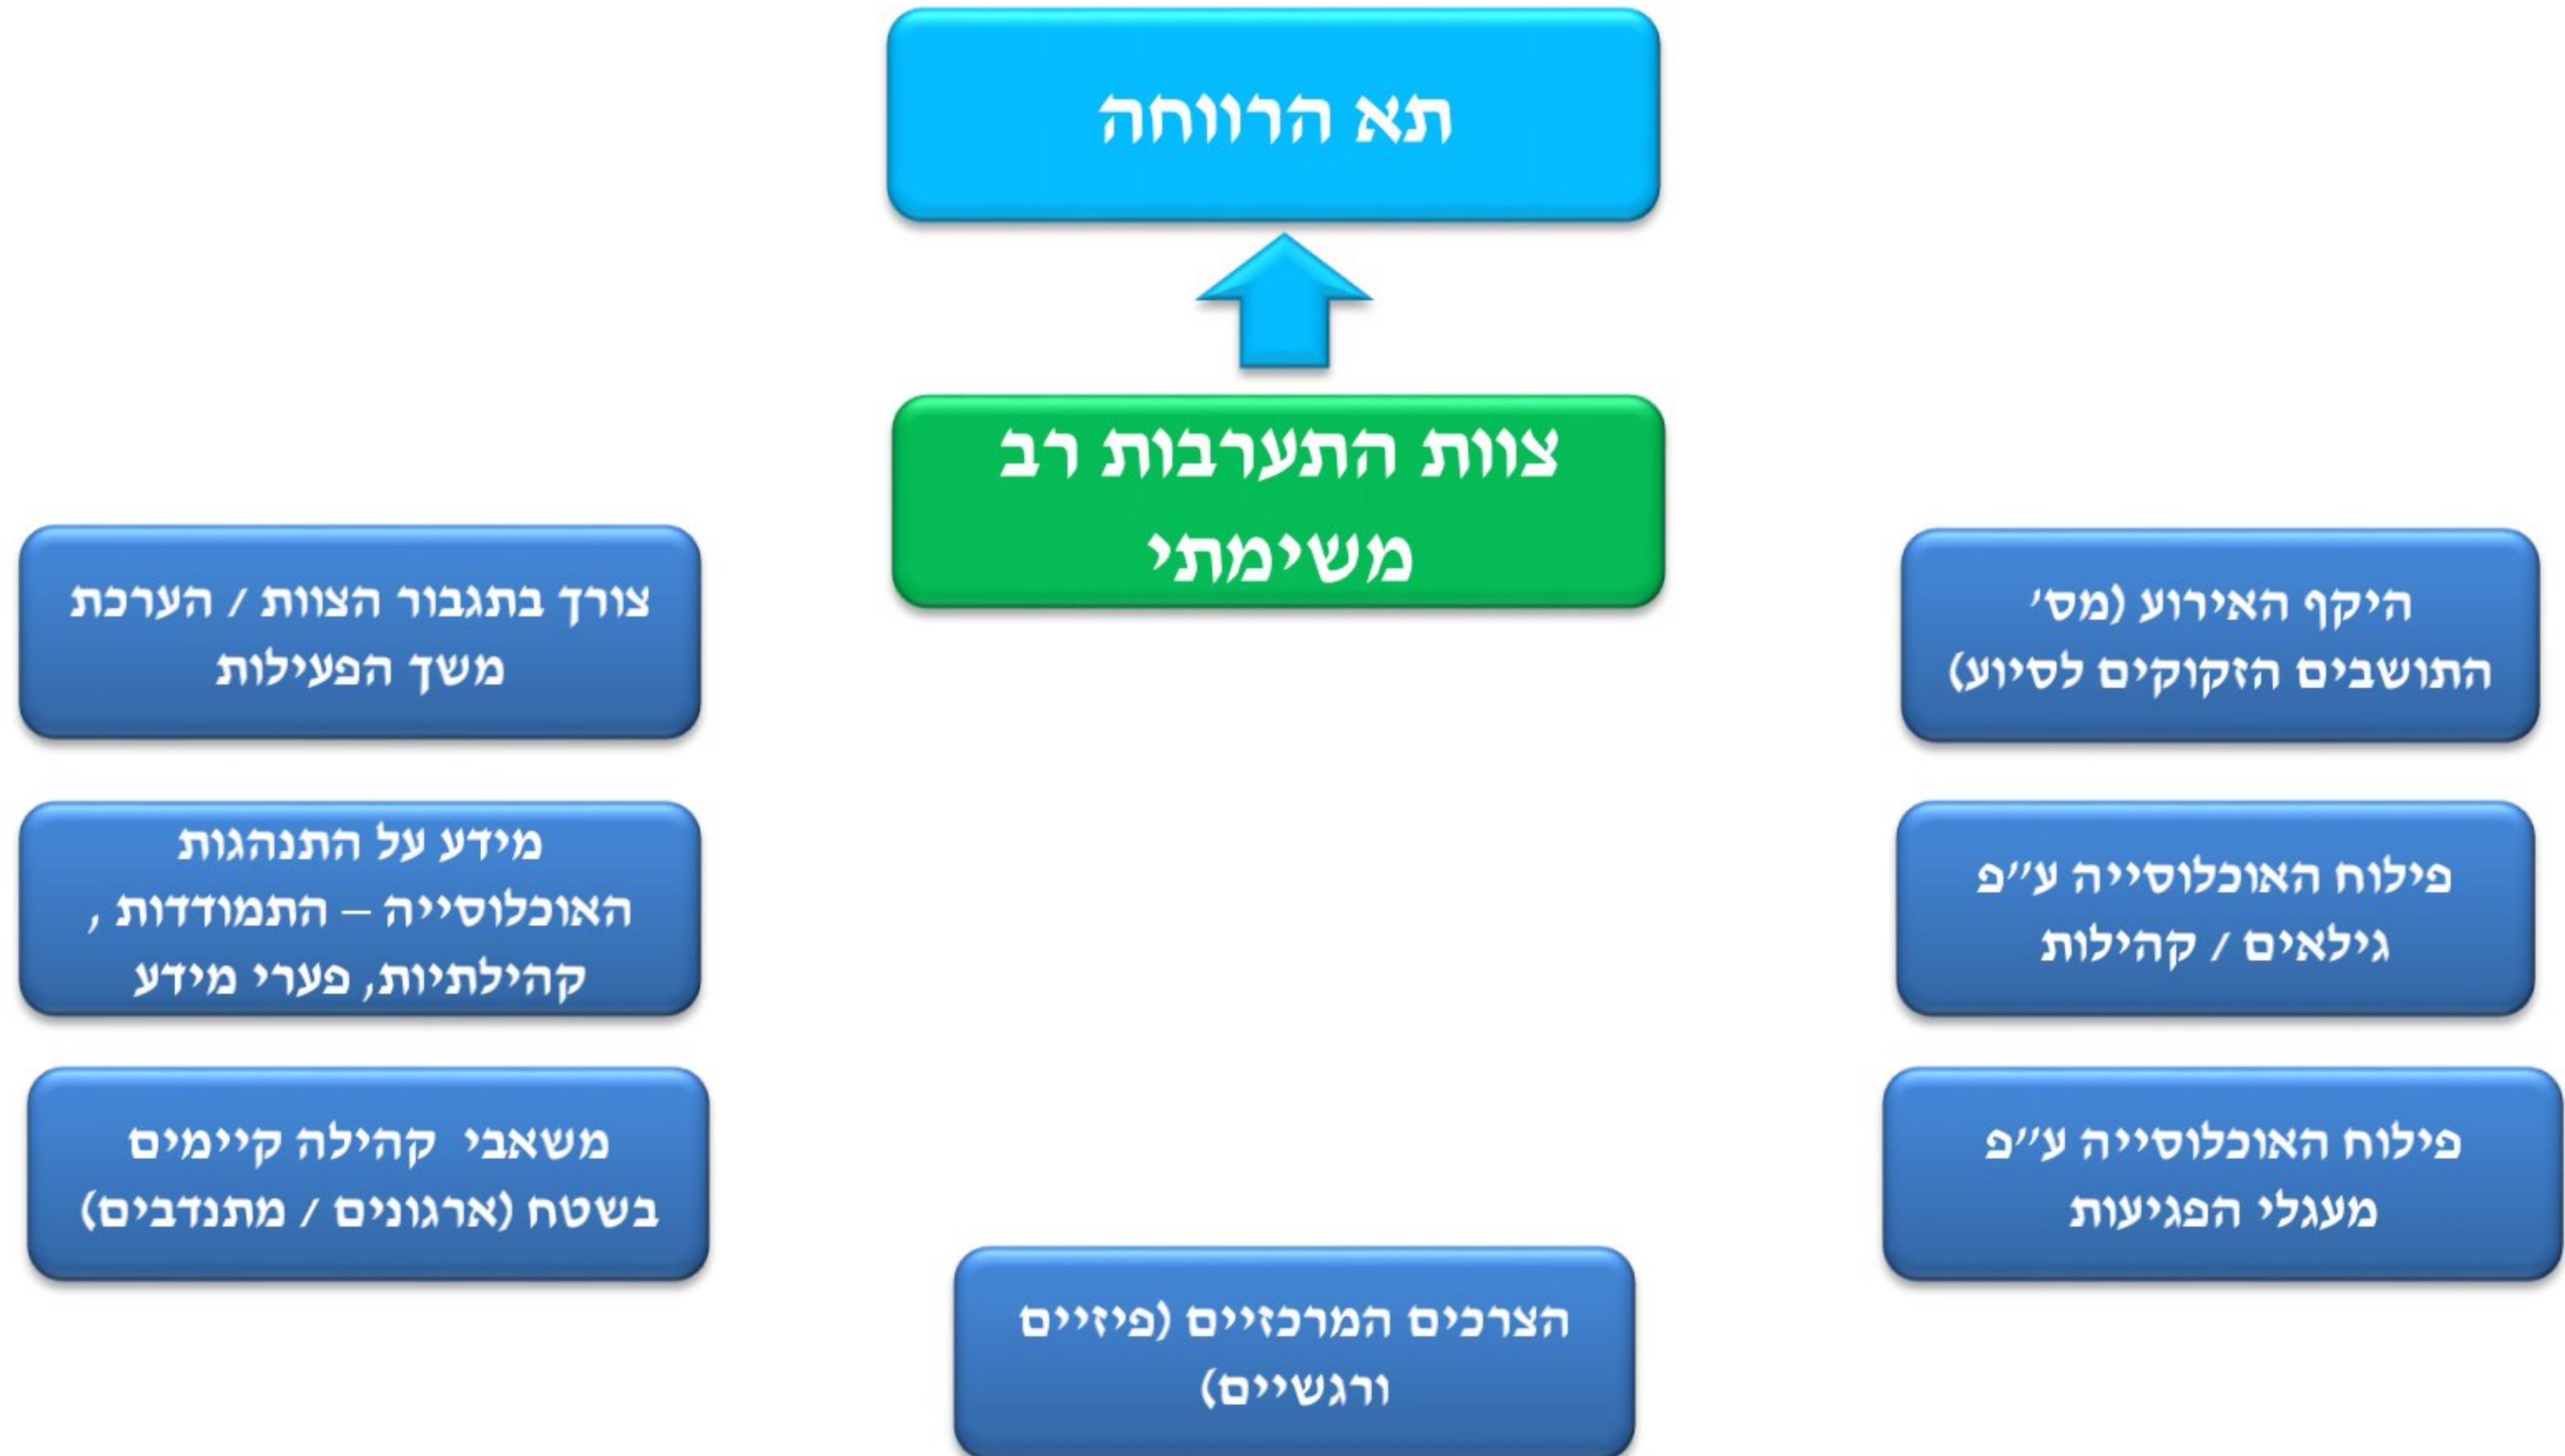 תא הרווחה
צוות התערבות רב
משימתי
היקף האירוע (מס'
התושבים הזקוקים לסיוע)
פילוח האוכלוסייה ע"פ
גילאים / קהילות
פילוח האוכלוסייה ע"פ
מעגלי הפגיעות
הצרכים המרכזיים (פיזיים
ורגשיים)
צורך בתגבור הצוות / הערכת
משך הפעילות
מידע על התנהגות
האוכלוסייה – התמודדות ,
קהילתיות, פערי מידע
משאבי קהילה קיימים
בשטח (ארגונים / מתנדבים)